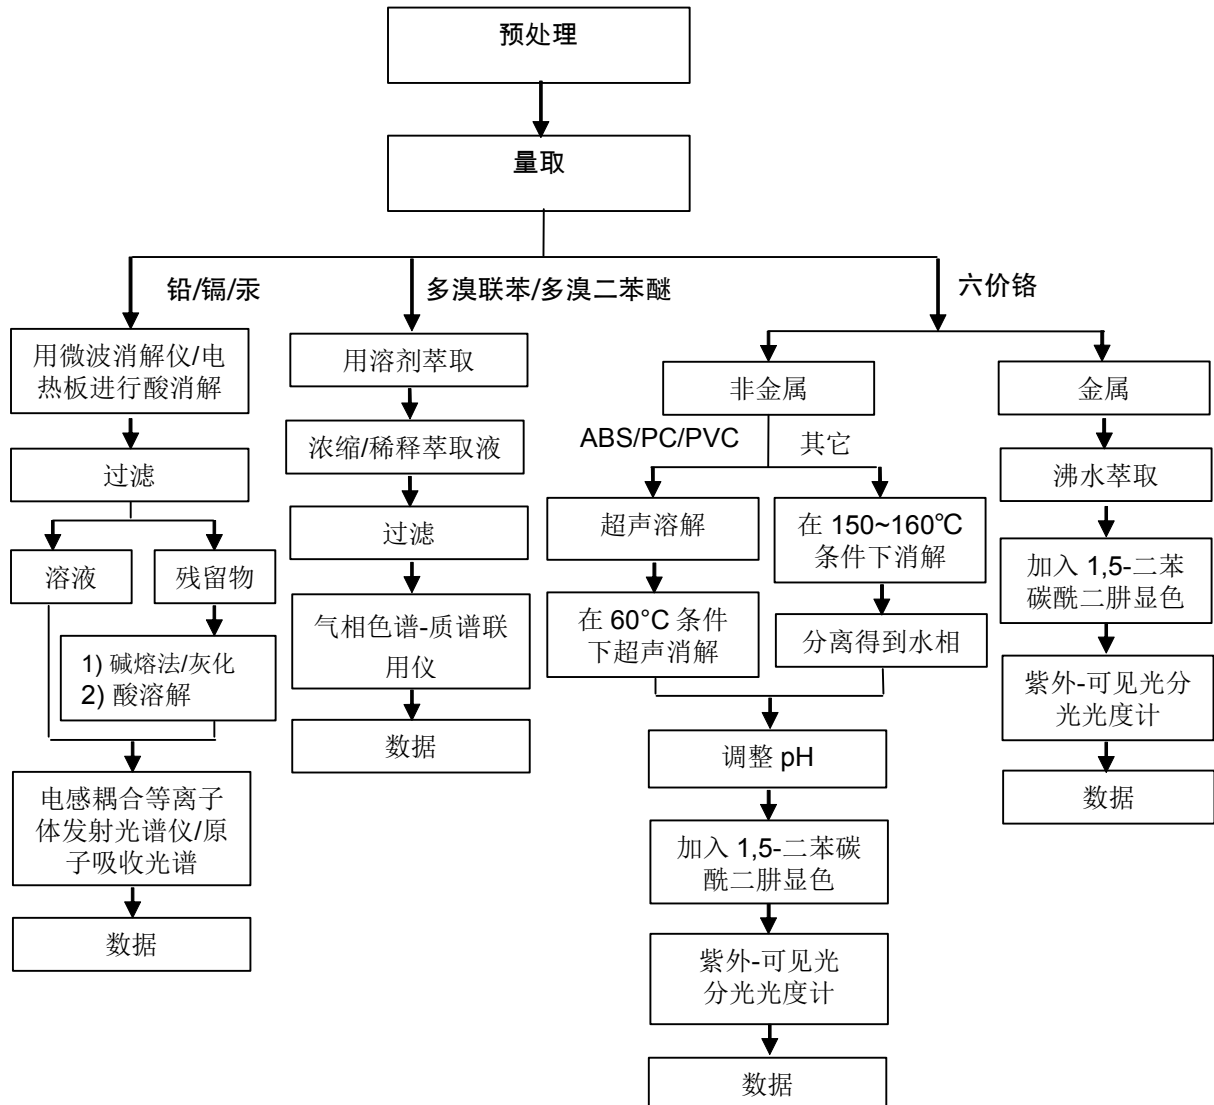 预处理
量取
铅/镉/汞
多溴联苯/多溴二苯醚
六价铬
用微波消解仪/电
热板进行酸消解
过滤
溶液
残留物
1) 碱熔法/灰化
2) 酸溶解
电感耦合等离子
体发射光谱仪/原
子吸收光谱
数据
用溶剂萃取
浓缩/稀释萃取液
过滤
气相色谱-质谱联
用仪
数据
非金属
ABS/PC/PVC
其它
超声溶解
在 60°C 条件
下超声消解
在 150~160℃
条件下消解
分离得到水相
调整 pH
加入 1,5-二苯碳
酰二肼显色
紫外-可见光
分光光度计
数据
金属
沸水萃取
加入 1,5-二苯
碳酰二肼显色
紫外-可见光分
光光度计
数据